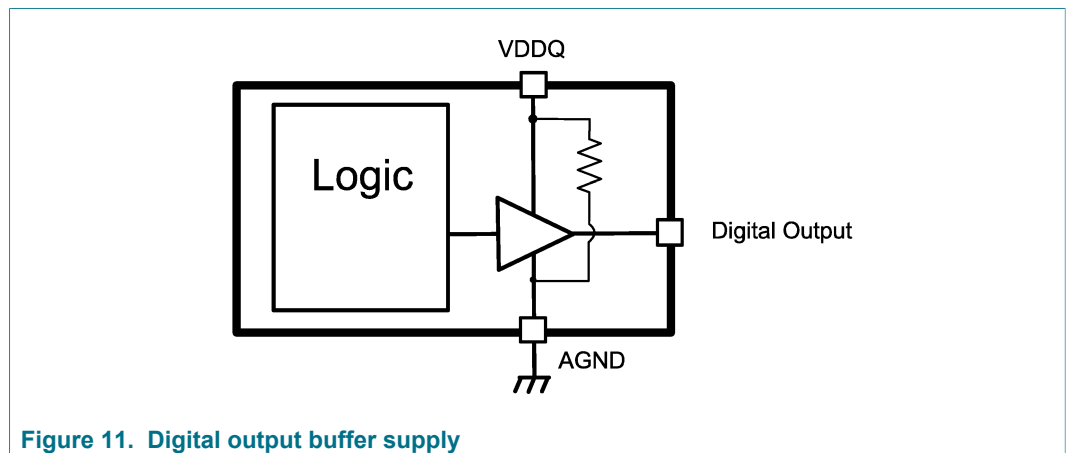 VDDQ
Logic
Digital Output
AGND
Figure 11. Digital output buffer supply